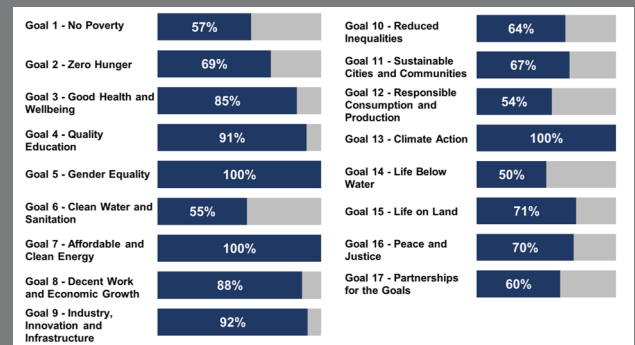 Goal 1 - No Poverty
57%
Goal 2 - Zero Hunger
69%
Goal 3 - Good Health and
Wellbeing
85%
Goal 4 - Quality
Education
91%
Goal 5 - Gender Equality
100%
Goal 6 - Clean Water and
Sanitation
55%
Goal 7 - Affordable and
Clean Energy
100%
Goal 8 - Decent Work
and Economic Growth
88%
Goal 9 - Industry,
Innovation and
Infrastructure
92%
Goal 10 - Reduced
Inequalities
64%
Goal 11 - Sustainable
Cities and Communities
67%
Goal 12 - Responsible
Consumption and
Production
54%
Goal 13 - Climate Action
100%
Goal 14 - Life Below
Water
50%
Goal 15 - Life on Land
71%
Goal 16 - Peace and
Justice
70%
Goal 17 - Partnerships
for the Goals
60%